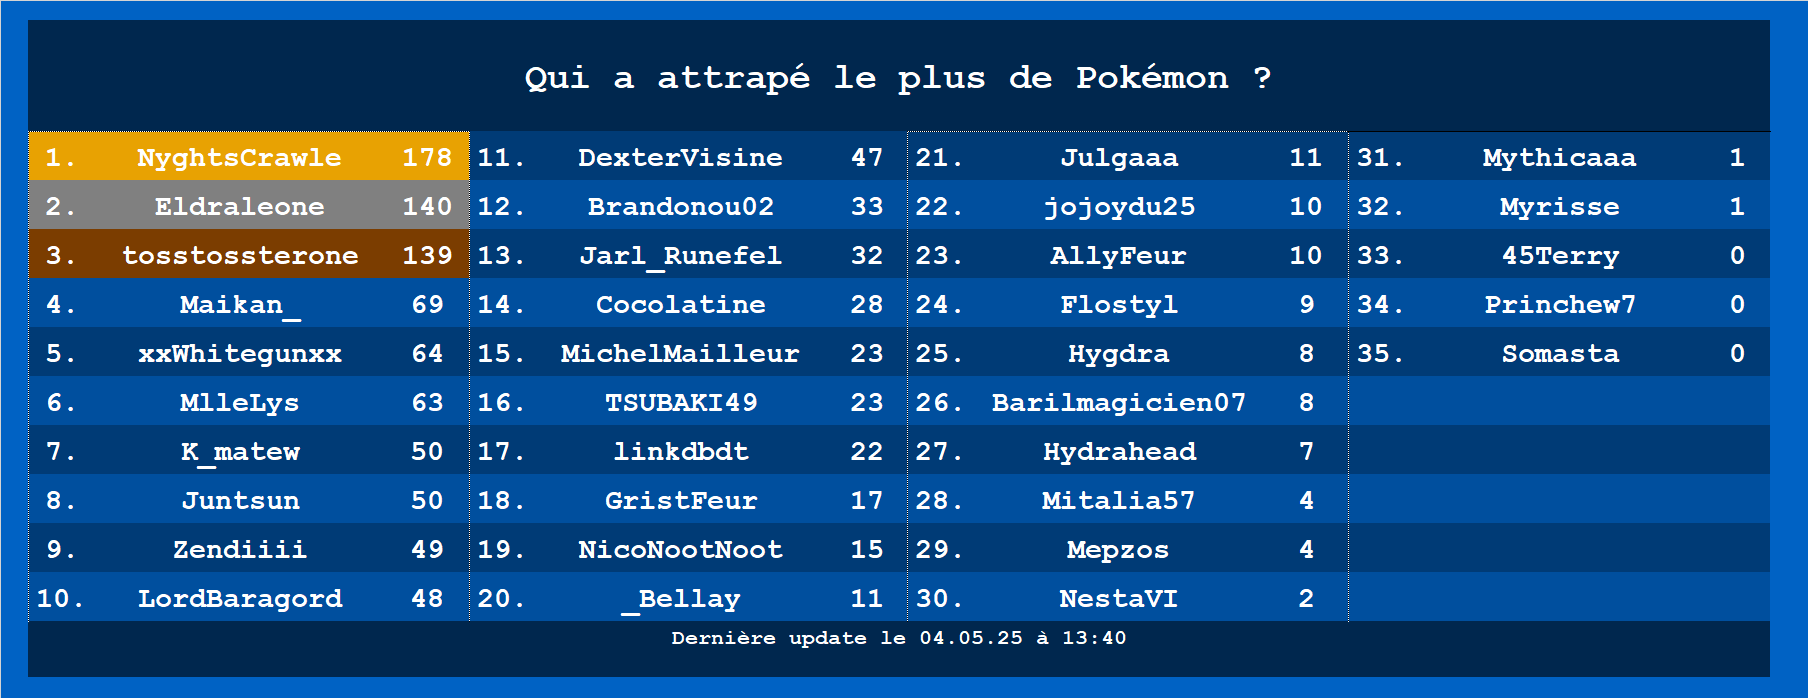 Qui a attrapé le plus de Pokémon ?
1. NyghtsCrawle 178
2. Eldraleone 140
3. tosstossterone 139
4. Maikan_ 69
5. xxWhitegunxx 64
6. MlleLys 63
7. K_matew 50
8. Juntsun 50
9. Zendiiii 49
10. LordBaragord 48
11. DexterVisine 47
12. Brandonou02 33
13. Jarl_Runefel 32
14. Cocolatine 28
15. MichelMailleur 23
16. TSUBAKI49 23
17. linkdbdt 22
18. GristFeur 17
19. NicoNootNoot 15
20. _Bellay 11
21. Julgaaa 11
22. jojoydu25 10
23. AllyFeur 10
24. Flostyl 9
25. Hygdra 8
26. Barilmagicien07 8
27. Hydrahead 7
28. Mitalia57 4
29. Mepzos 4
30. NestaVI 2
31. Mythicaaa 1
32. Myrisse 1
33. 45Terry 0
34. Princhew7 0
35. Somasta 0
Dernière update le 04.05.25 à 13:40